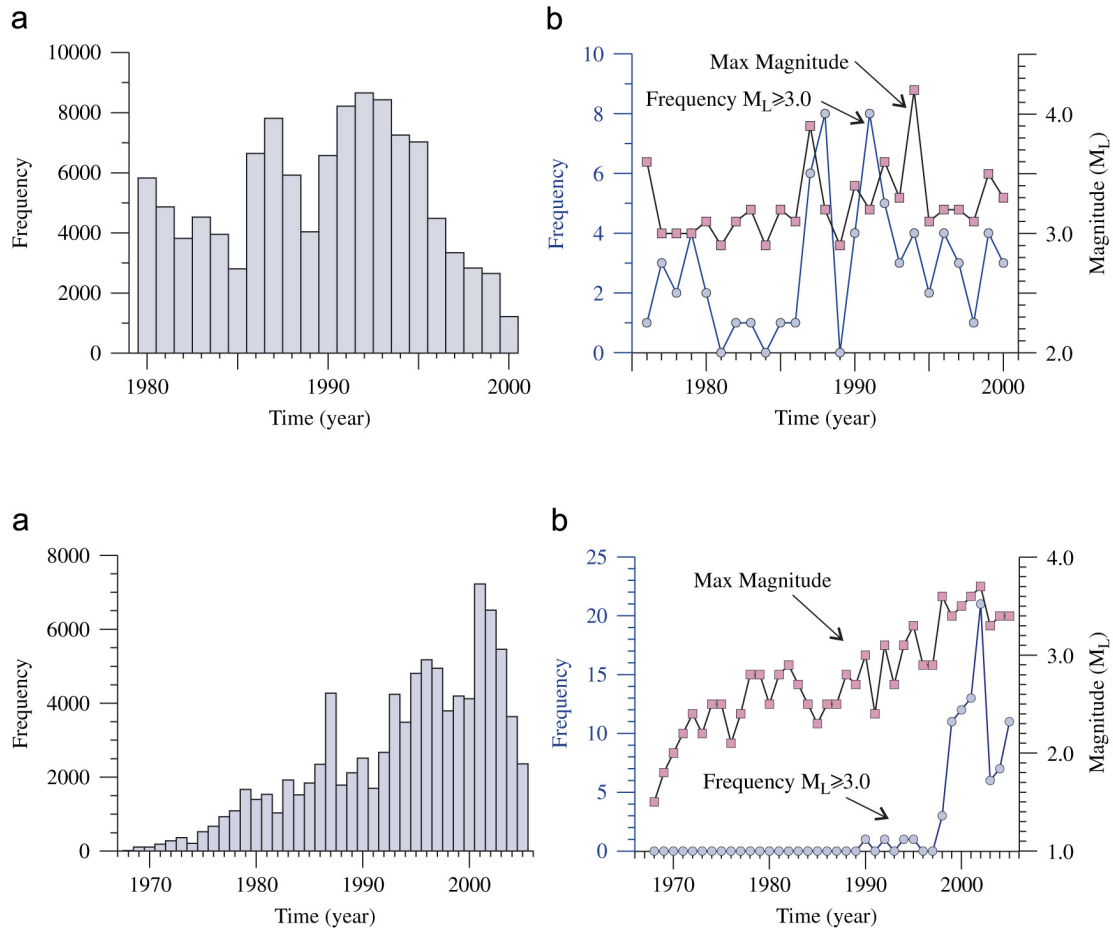 a
10000
8000
6000
4000
2000
0
Frequency
1980
1990
2000
Time (year)
b
10
8
6
4
2
0
Frequency
Max Magnitude
Frequency M_L⩾3.0
4.0
3.0
2.0
Magnitude (M_L)
1980
1990
2000
Time (year)
a
8000
6000
4000
2000
0
Frequency
1970
1980
1990
2000
Time (year)
b
25
20
15
10
5
0
Frequency
Max Magnitude
Frequency M_L⩾3.0
4.0
3.0
2.0
1.0
Magnitude (M_L)
1970
1980
1990
2000
Time (year)